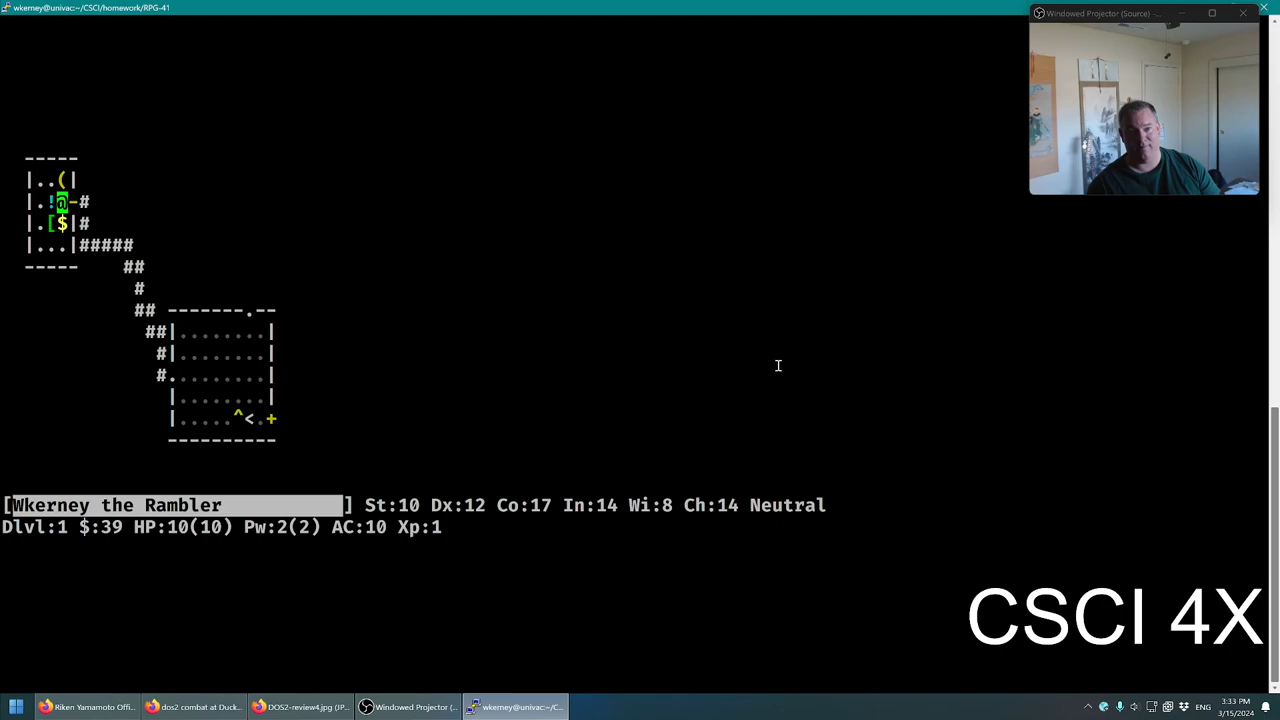 wkerney@univac:~/CSCI/homework/RPG-41
Windowed Projector (Source) -...
-----
|..(|
|.!@-#
|.[$|#
|...|#####
-----    ##
#
## -------.--
##|........|
#|........|
#.........|
|........|
|.....^<.+
----------
[Wkerney the Rambler           ] St:10 Dx:12 Co:17 In:14 Wi:8 Ch:14 Neutral
Dlvl:1 $:39 HP:10(10) Pw:2(2) AC:10 Xp:1
CSCI 4X
Riken Yamamoto Offi...
dos2 combat at Duck...
DOS2-review4.jpg (JP...
Windowed Projector (...
wkerney@univac:~/C...
3:33 PM
3/15/2024